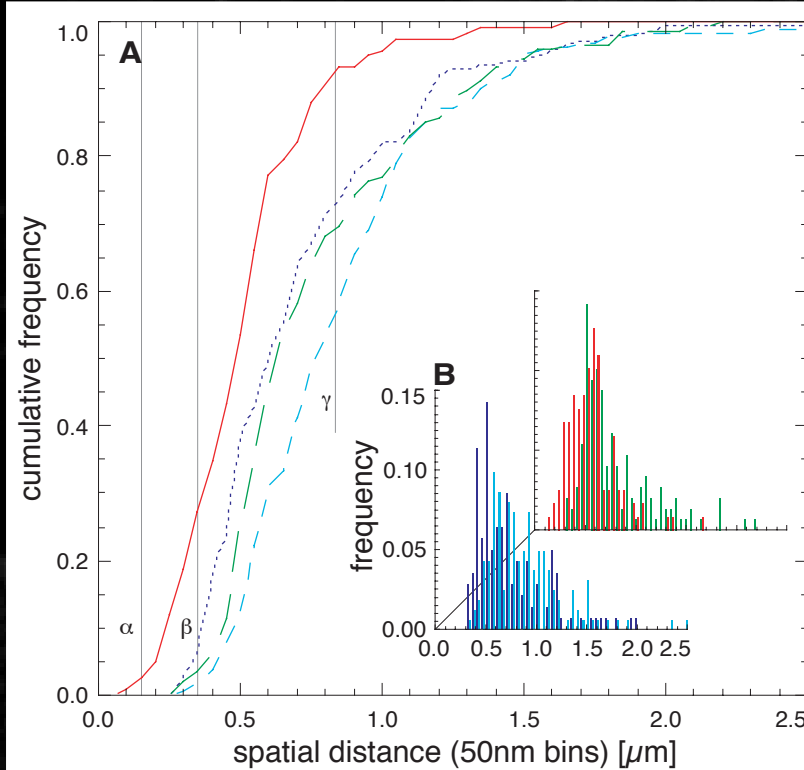 A
1.0
0.8
0.6
0.4
0.2
0.0
cumulative frequency
α
β
γ
B
0.15
0.10
0.05
0.00
frequency
0.0 0.5 1.0 1.5 2.0 2.5
0.0 0.5 1.0 1.5 2.0 2.5
spatial distance (50nm bins) [µm]